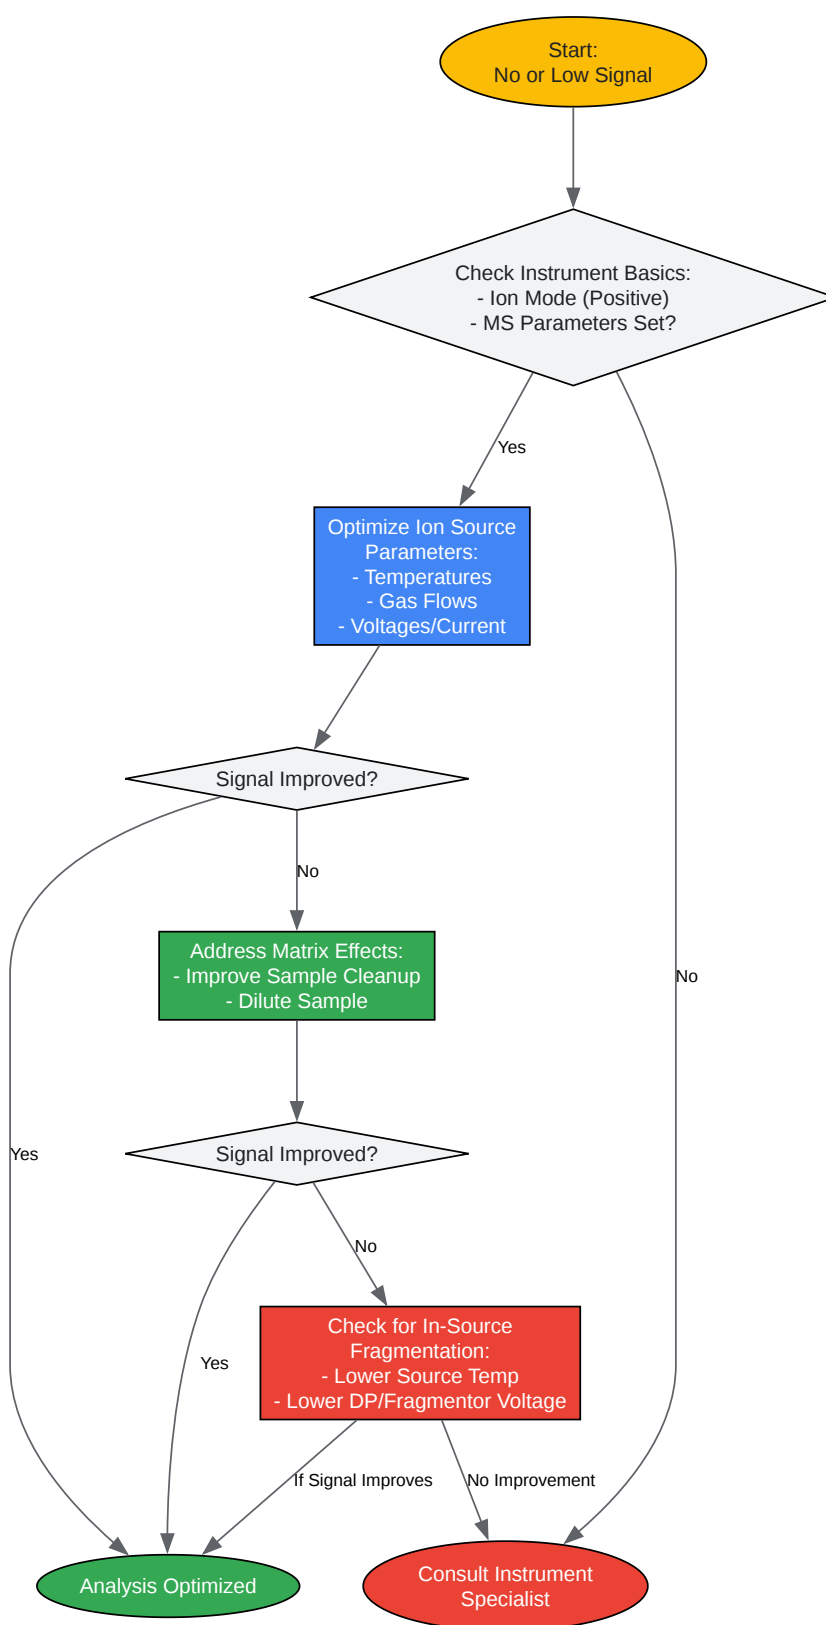 Start:
No or Low Signal
Check Instrument Basics:
- Ion Mode (Positive)
- MS Parameters Set?
Yes
Optimize Ion Source
Parameters:
- Temperatures
- Gas Flows
- Voltages/Current
Signal Improved?
No
Address Matrix Effects:
- Improve Sample Cleanup
- Dilute Sample
No
Yes
Signal Improved?
No
Check for In-Source
Fragmentation:
- Lower Source Temp
- Lower DP/Fragmentor Voltage
Yes
If Signal Improves
No Improvement
Analysis Optimized
Consult Instrument
Specialist